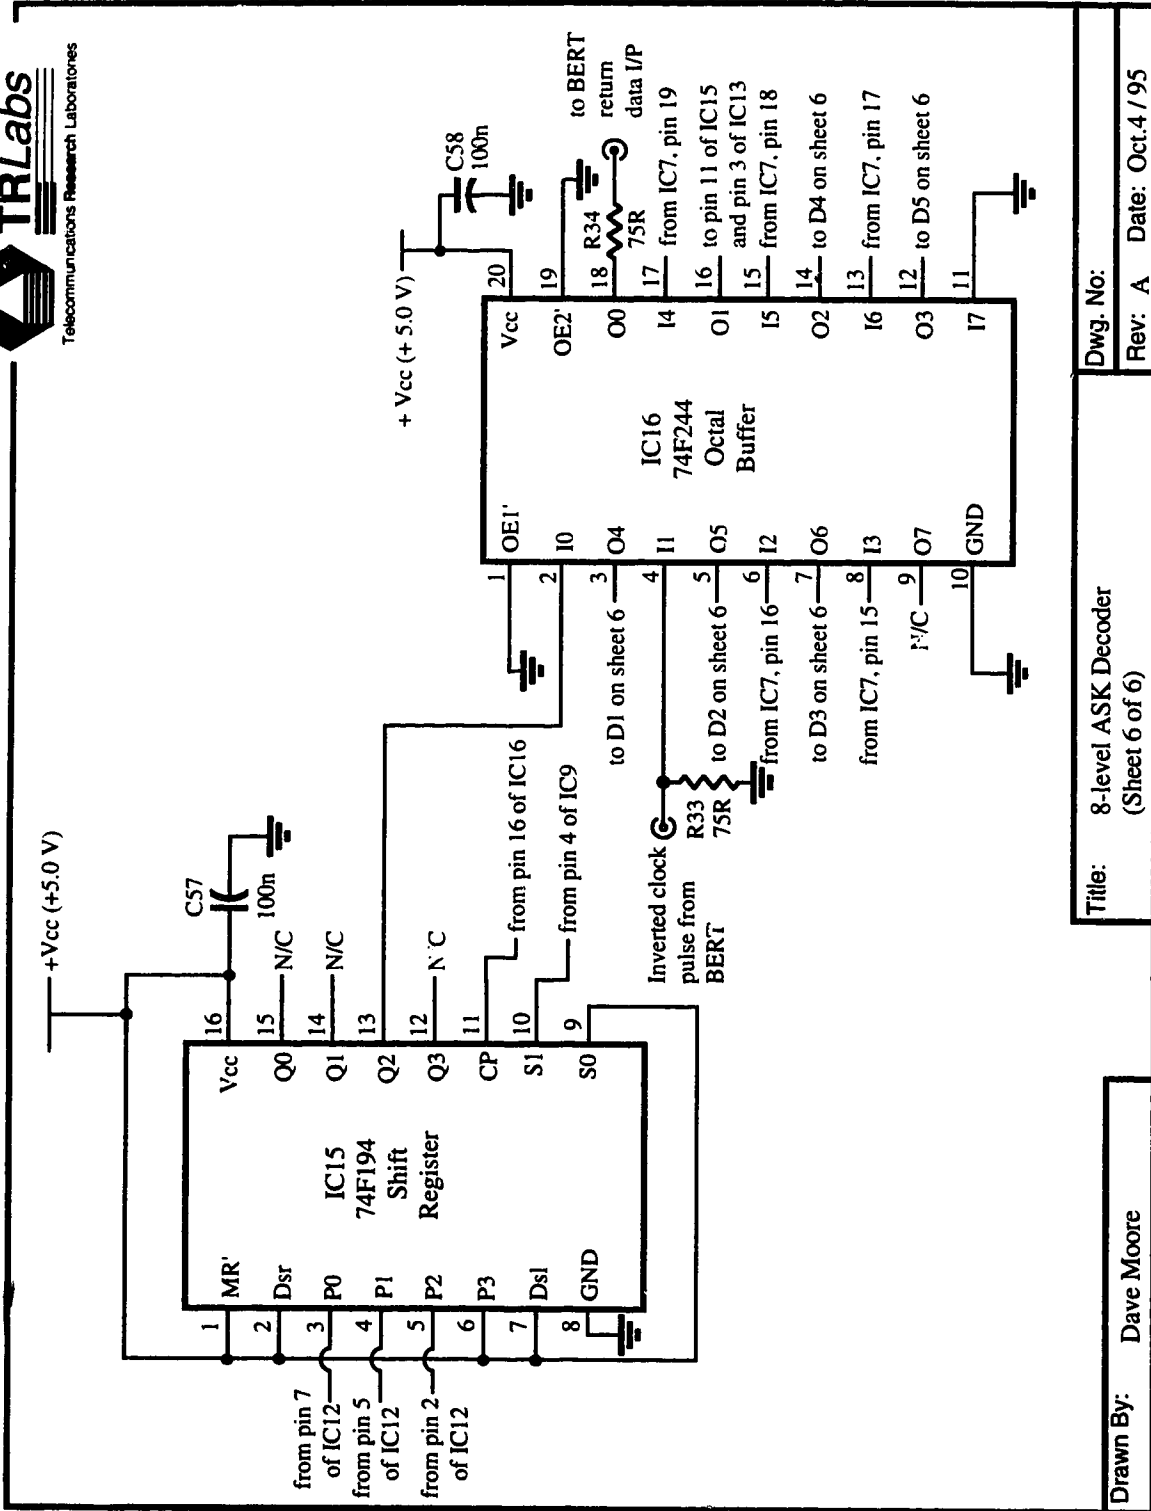 TRLabs
Telecommunications Research Laboratories
+Vcc (+5.0 V)
C57
100n
IC15
74F194
Shift
Register
1 MR'
2 Dsr
3 P0
4 P1
5 P2
6 P3
7 Dsl
8 GND
16 Vcc
15 Q0
N/C
14 Q1
N/C
13 Q2
12 Q3
11 CP
10 S1
9 S0
from pin 7
of IC12
from pin 5
of IC12
from pin 2
of IC12
from pin 16 of IC16
from pin 4 of IC9
+ Vcc (+ 5.0 V)
C58
100n
IC16
74F244
Octal
Buffer
1 OE1'
2 I0
3 O4
4 I1
5 O5
6 I2
7 O6
8 I3
9 O7
10 GND
20 Vcc
19 OE2'
18 O0
17 I4
16 O1
15 I5
14 O2
13 I6
12 O3
11 I7
to D1 on sheet 6
to D2 on sheet 6
from IC7, pin 16
to D3 on sheet 6
from IC7, pin 15
N/C
Inverted clock
pulse from
BERT
R33
75R
R34
75R
to BERT
return
data I/P
from IC7, pin 19
to pin 11 of IC15
and pin 3 of IC13
from IC7, pin 18
to D4 on sheet 6
from IC7, pin 17
to D5 on sheet 6
Drawn By: Dave Moore
Title: 8-level ASK Decoder
(Sheet 6 of 6)
Dwg. No:
Rev: A Date: Oct.4 / 95